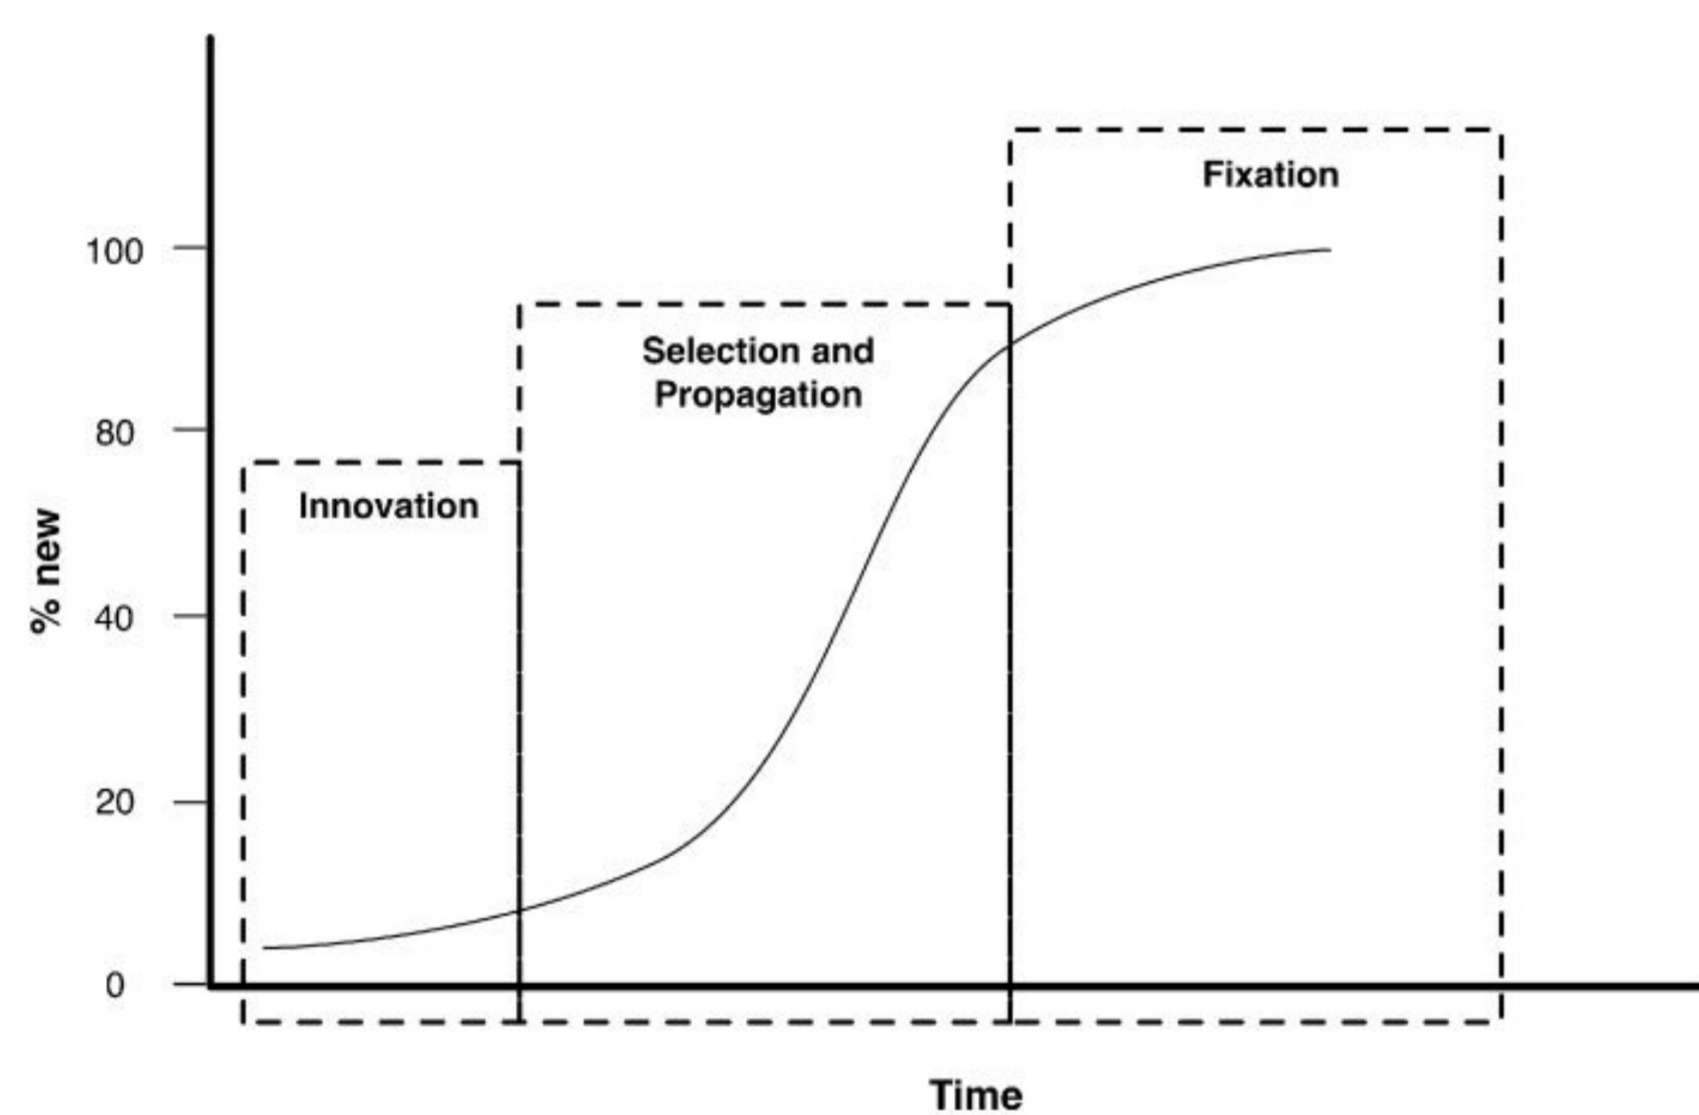 Fixation
100
Selection and
Propagation
80
Innovation
% new
40
20
0
Time